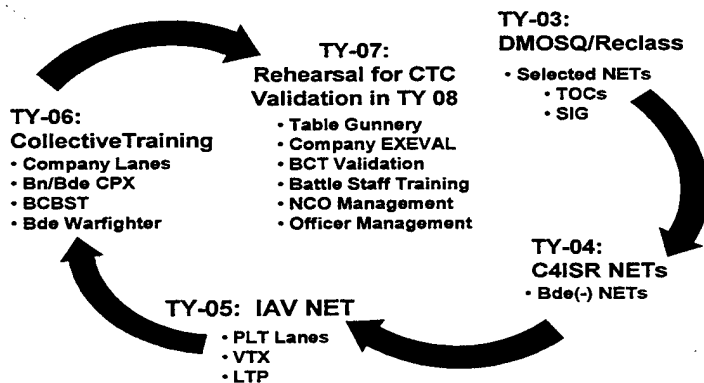 TY-03:
DMOSQ/Reclass
• Selected NETs
• TOCs
• SIG
TY-04:
C4ISR NETs
• Bde(-) NETs
TY-05: IAV NET
• PLT Lanes
• VTX
• LTP
TY-06:
CollectiveTraining
• Company Lanes
• Bn/Bde CPX
• BCBST
• Bde Warfighter
TY-07:
Rehearsal for CTC
Validation in TY 08
• Table Gunnery
• Company EXEVAL
• BCT Validation
• Battle Staff Training
• NCO Management
• Officer Management